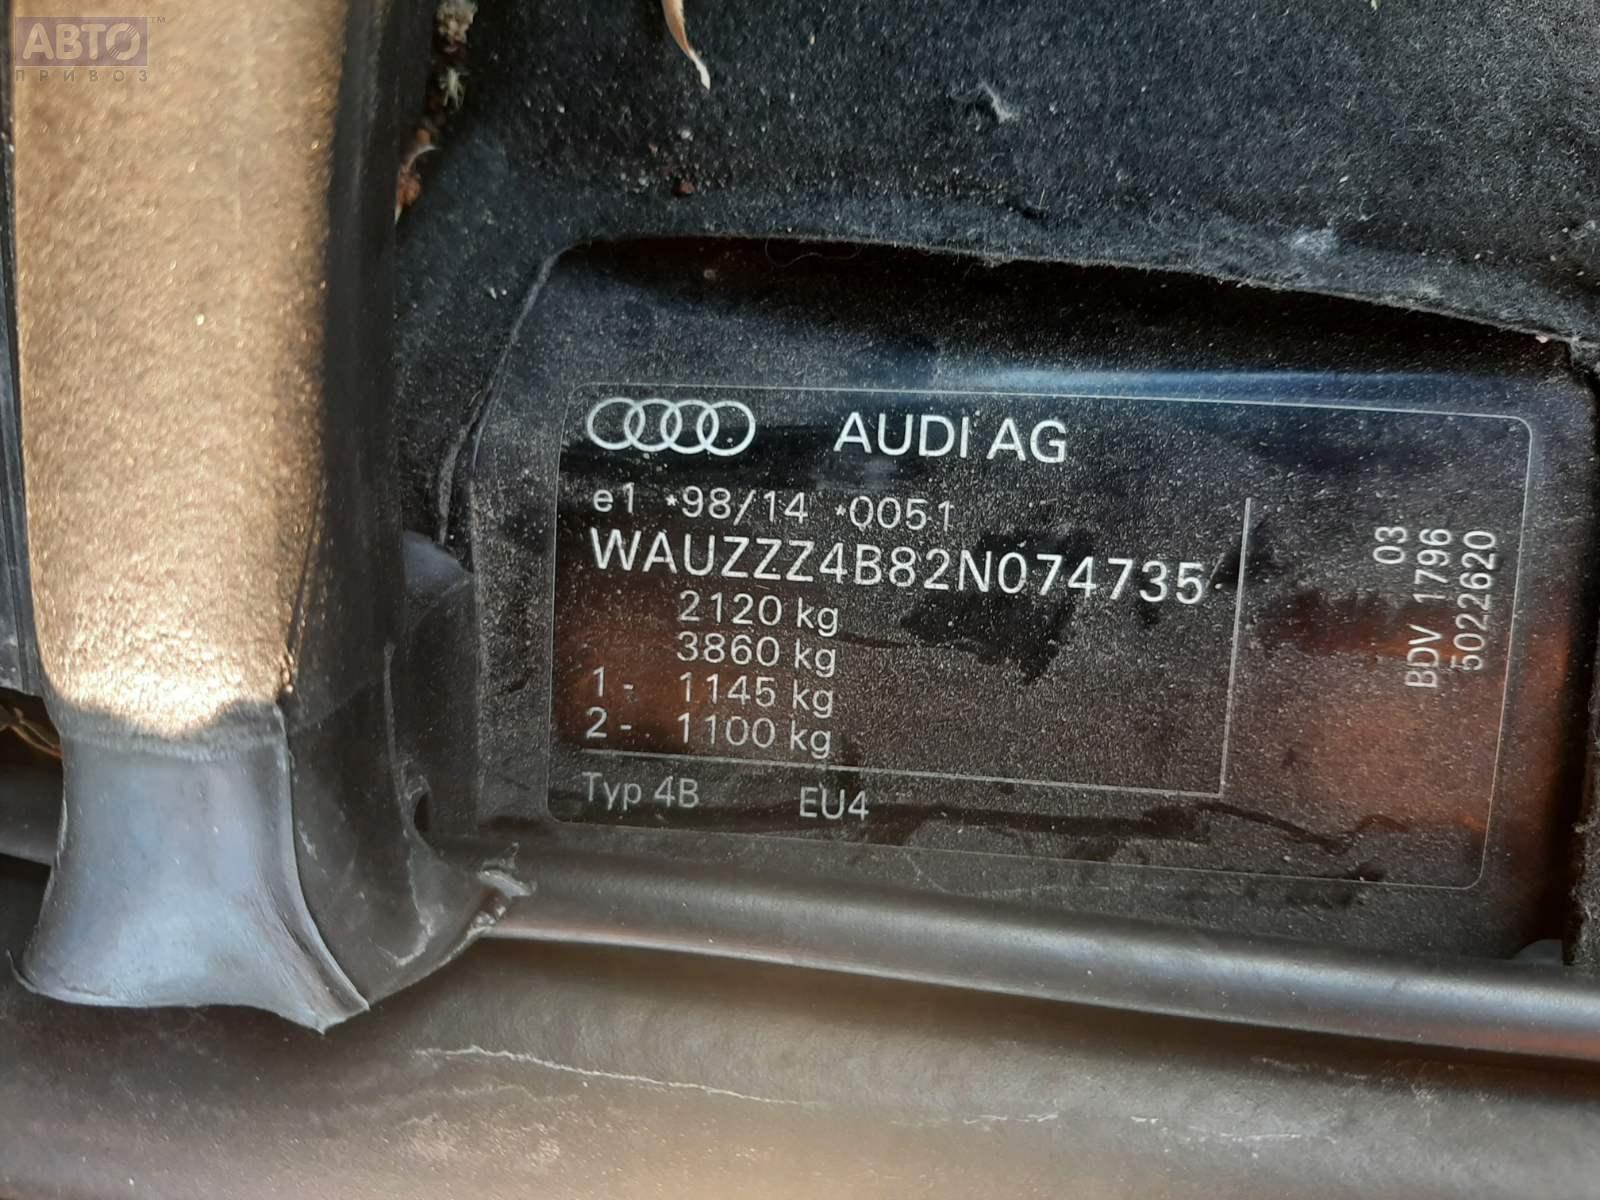 АВТО™
ПРИВОЗ
AUDI AG
e1 *98/14 *0051
WAUZZZ4B82N074735
2120 kg
3860 kg
1- 1145 kg
2- 1100 kg
Typ 4B EU4
03
BDV 1796
5022620